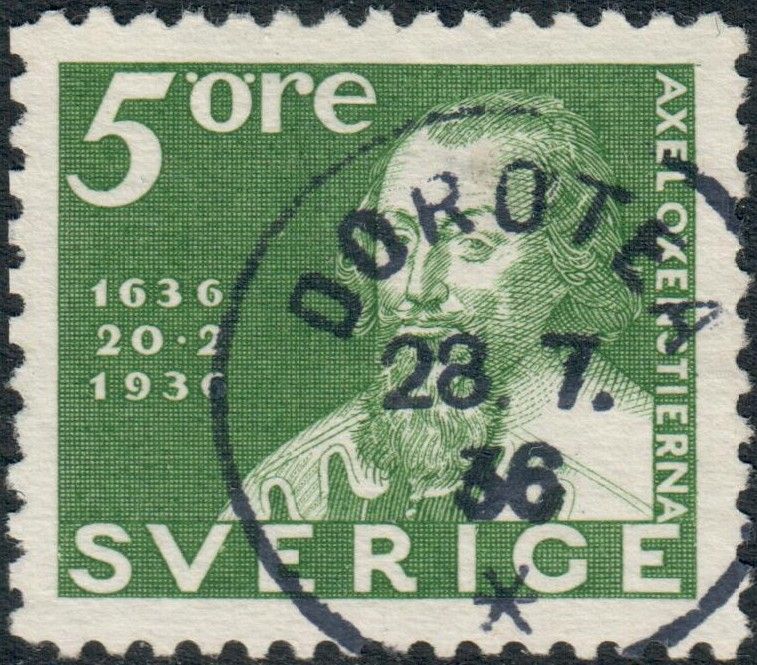 5 öre
AXEL OXENSTIERNA
1636
20·2
1936
SVERIGE
DOROTEA
28. 7.
36